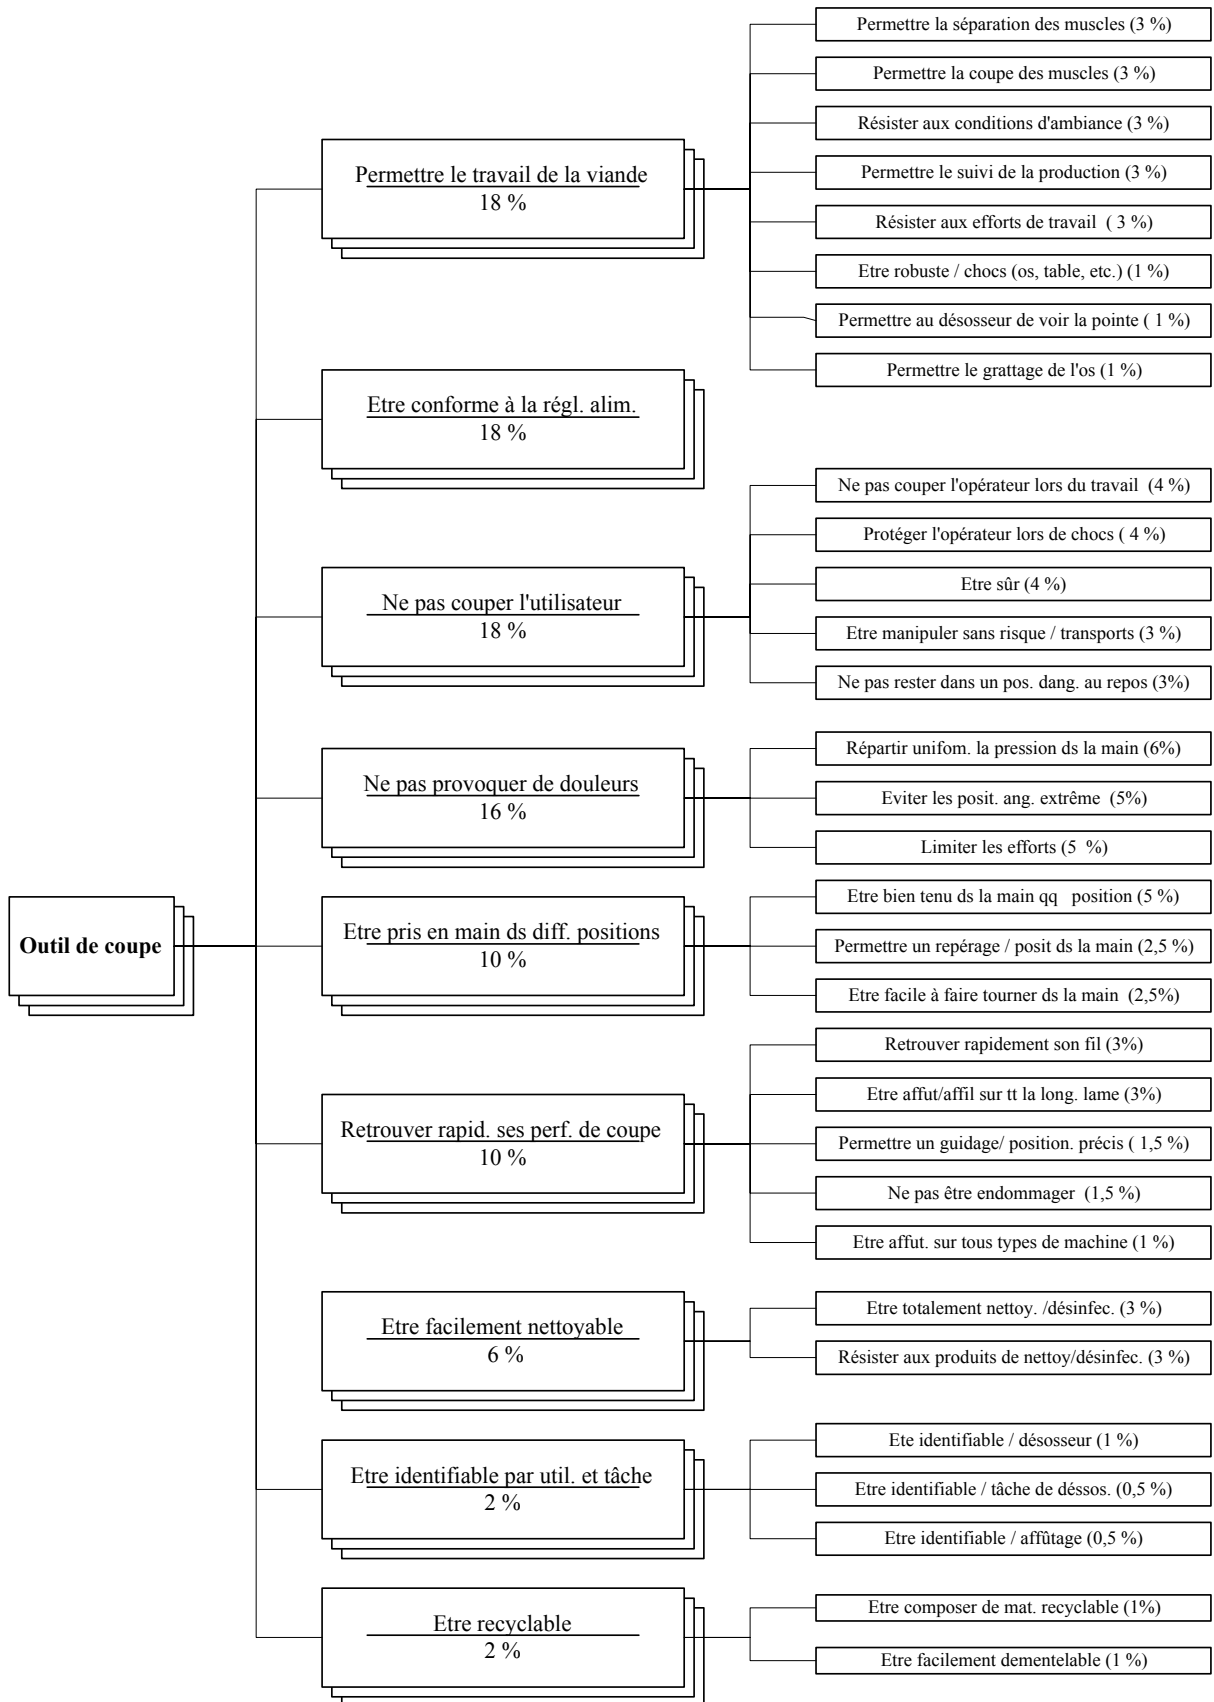 Outil de coupe
Permettre le travail de la viande
18 %
Permettre la séparation des muscles (3 %)
Permettre la coupe des muscles (3 %)
Résister aux conditions d'ambiance (3 %)
Permettre le suivi de la production (3 %)
Résister aux efforts de travail ( 3 %)
Etre robuste / chocs (os, table, etc.) (1 %)
Permettre au désosseur de voir la pointe ( 1 %)
Permettre le grattage de l'os (1 %)
Etre conforme à la régl. alim.
18 %
Ne pas couper l'utilisateur
18 %
Ne pas couper l'opérateur lors du travail (4 %)
Protéger l'opérateur lors de chocs ( 4 %)
Etre sûr (4 %)
Etre manipuler sans risque / transports (3 %)
Ne pas rester dans un pos. dang. au repos (3%)
Ne pas provoquer de douleurs
16 %
Répartir unifom. la pression ds la main (6%)
Eviter les posit. ang. extrême (5%)
Limiter les efforts (5 %)
Etre pris en main ds diff. positions
10 %
Etre bien tenu ds la main qq position (5 %)
Permettre un repérage / posit ds la main (2,5 %)
Etre facile à faire tourner ds la main (2,5%)
Retrouver rapid. ses perf. de coupe
10 %
Retrouver rapidement son fil (3%)
Etre affut/affil sur tt la long. lame (3%)
Permettre un guidage/ position. précis ( 1,5 %)
Ne pas être endommager (1,5 %)
Etre affut. sur tous types de machine (1 %)
Etre facilement nettoyable
6 %
Etre totalement nettoy. /désinfec. (3 %)
Résister aux produits de nettoy/désinfec. (3 %)
Etre identifiable par util. et tâche
2 %
Ete identifiable / désosseur (1 %)
Etre identifiable / tâche de déssos. (0,5 %)
Etre identifiable / affûtage (0,5 %)
Etre recyclable
2 %
Etre composer de mat. recyclable (1%)
Etre facilement dementelable (1 %)